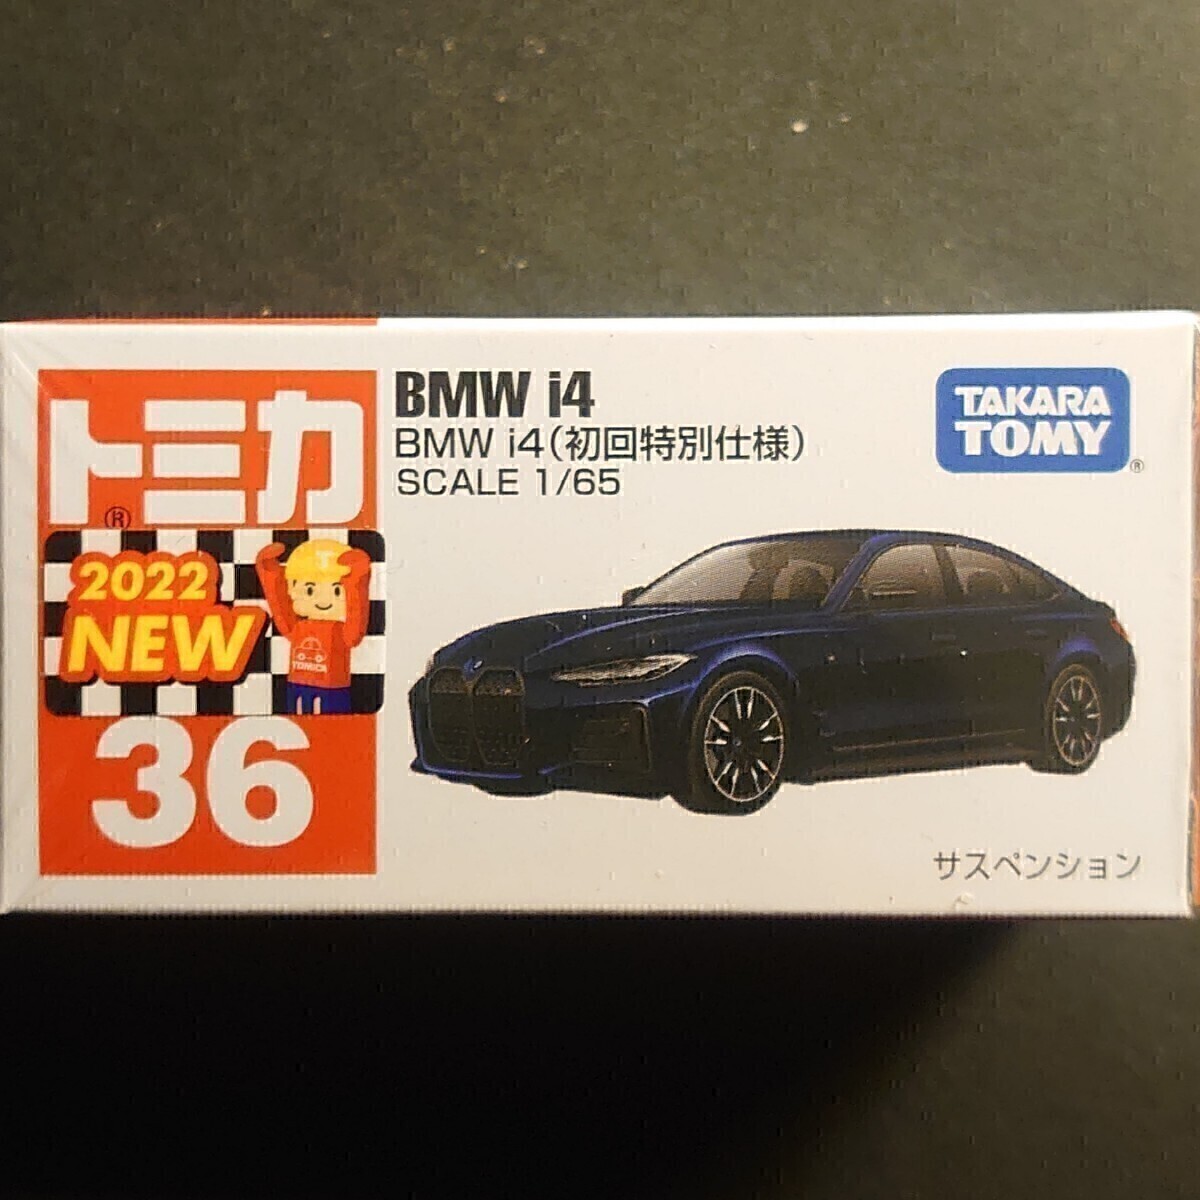 トミカ
®
2022
NEW
TOMICA
36
BMW i4
BMW i4(初回特別仕様)
SCALE 1/65
TAKARA
TOMY
®
サスペンション